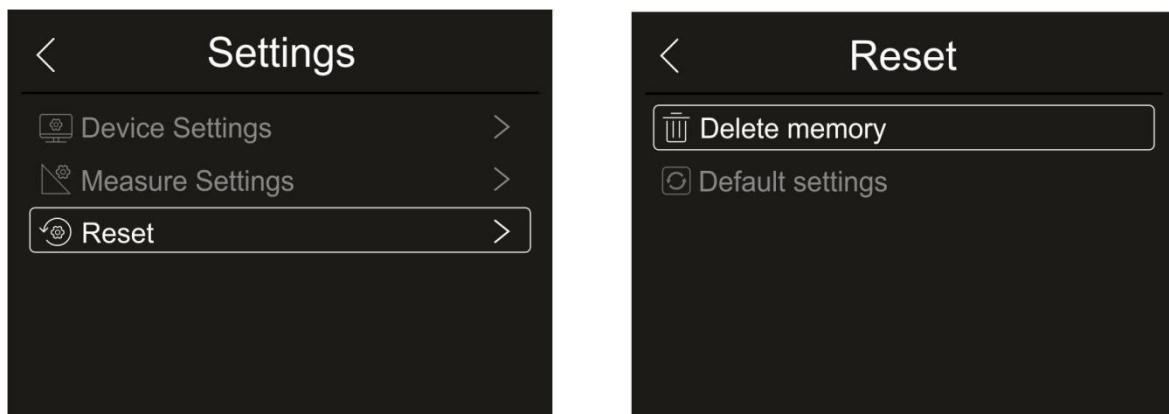 Settings
Device Settings
Measure Settings
Reset
Reset
Delete memory
Default settings